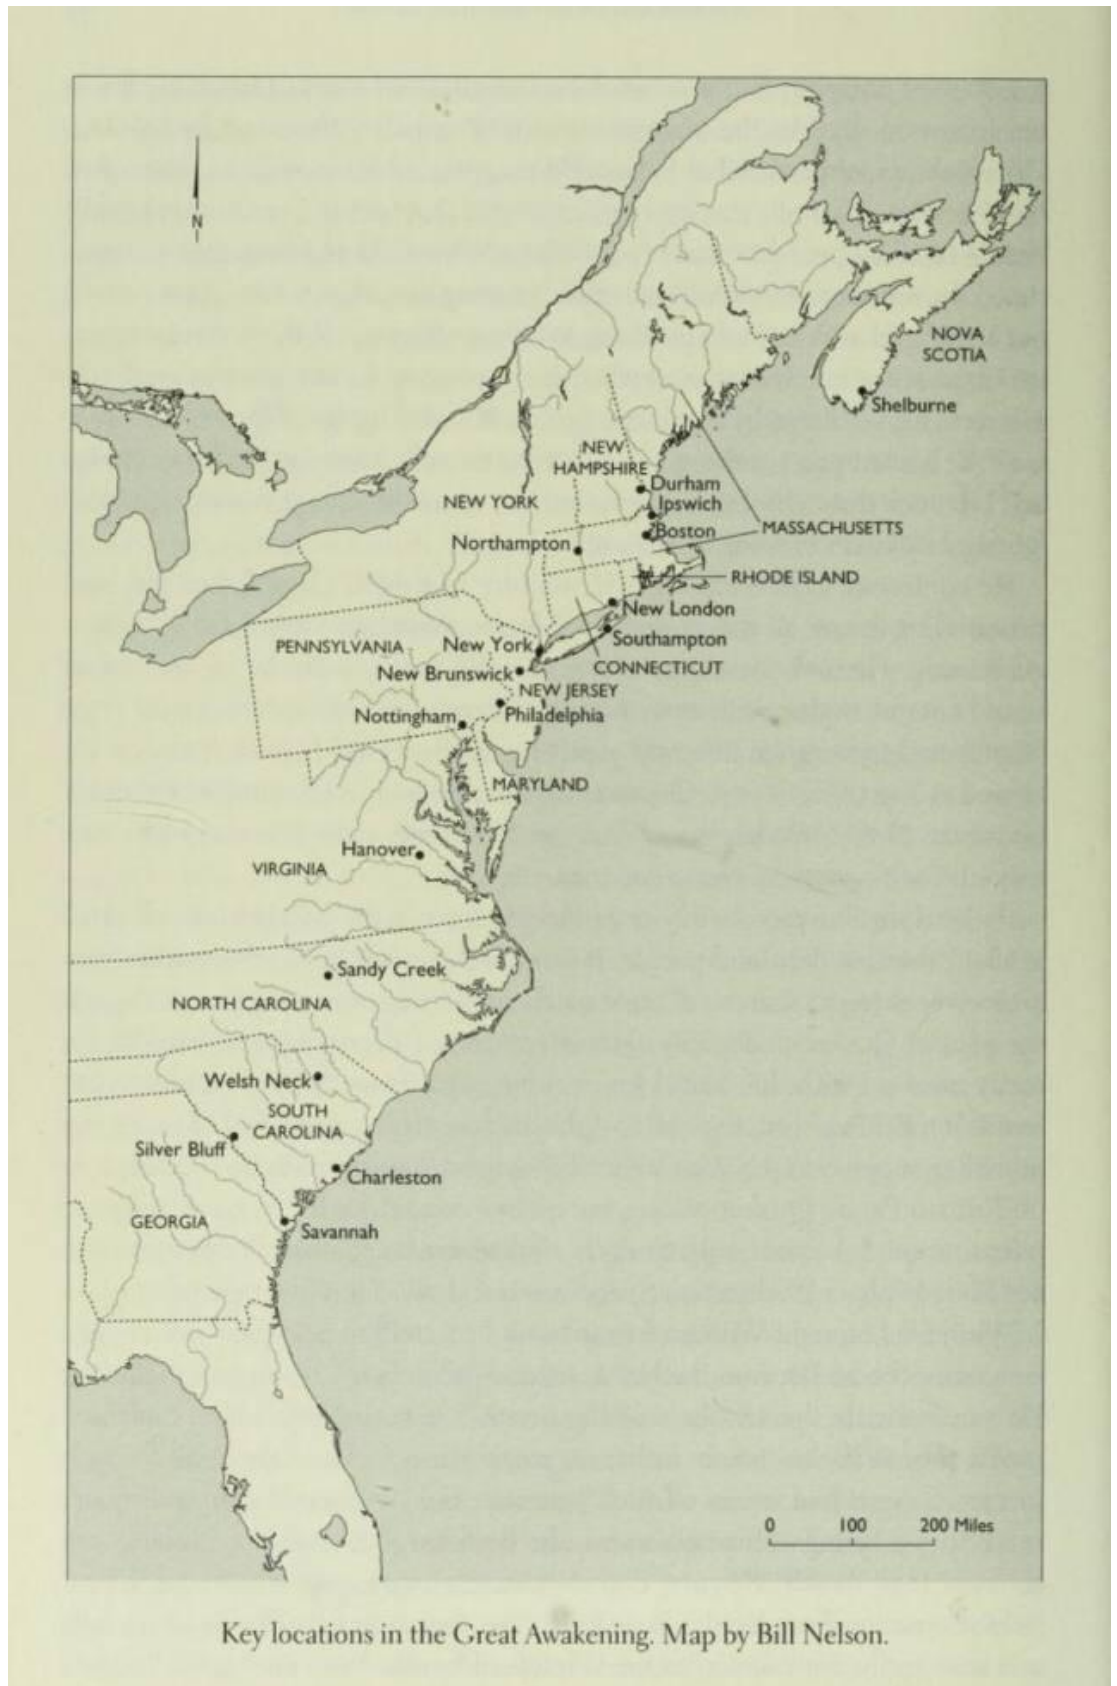 N
NOVA
SCOTIA
Shelburne
NEW
HAMPSHIRE
Durham
NEW YORK
Ipswich
Boston
MASSACHUSETTS
Northampton
RHODE ISLAND
New London
PENNSYLVANIA
New York
Southampton
New Brunswick
CONNECTICUT
NEW JERSEY
Nottingham
Philadelphia
MARYLAND
Hanover
VIRGINIA
Sandy Creek
NORTH CAROLINA
Welsh Neck
SOUTH
CAROLINA
Silver Bluff
Charleston
GEORGIA
Savannah
0 100 200 Miles
Key locations in the Great Awakening. Map by Bill Nelson.